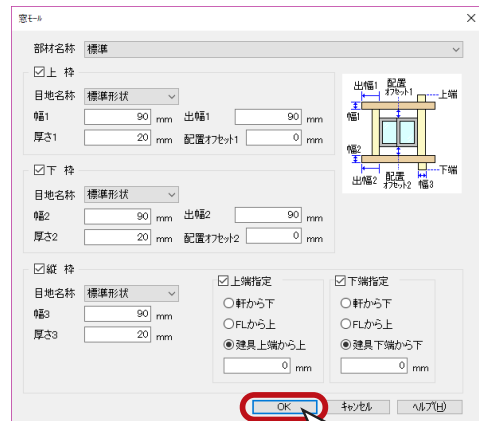 窓モール
部材名称 標準
上 枠
目地名称 標準形状
幅1 90 mm 出幅1 90 mm
厚さ1 20 mm 配置オフセット1 0 mm
下 枠
目地名称 標準形状
幅2 90 mm 出幅2 90 mm
厚さ2 20 mm 配置オフセット2 0 mm
出幅1 配置 オフセット1 上端
幅1
幅2
出幅2 配置 オフセット2 幅3 下端
縦 枠
目地名称 標準形状
幅3 90 mm
厚さ3 20 mm
上端指定
軒から下
FLから上
建具上端から上
0 mm
下端指定
軒から下
FLから上
建具下端から下
0 mm
OK キャンセル ヘルプ(H)